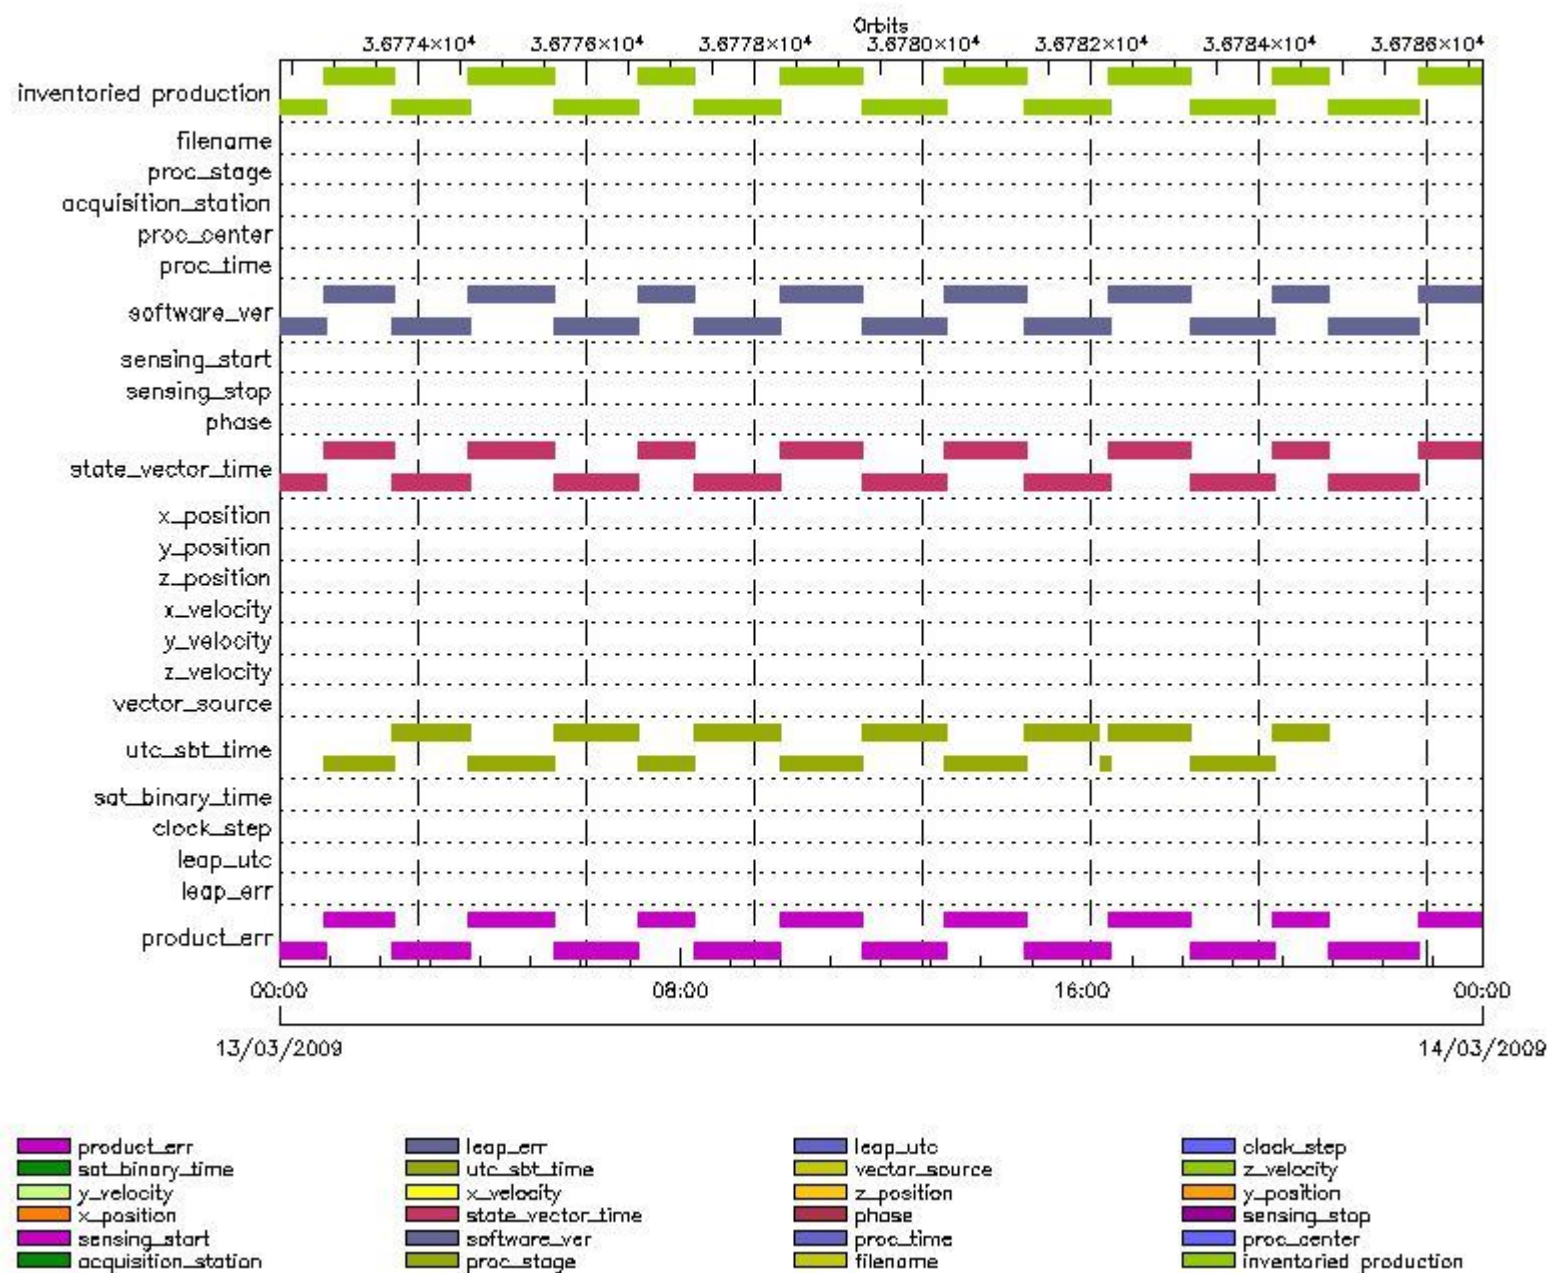 Orbits
3.6774×10⁴ 3.6776×10⁴ 3.6778×10⁴ 3.6780×10⁴ 3.6782×10⁴ 3.6784×10⁴ 3.6786×10⁴
inventoried production
filename
proc_stage
acquisition_station
proc_center
proc_time
software_ver
sensing_start
sensing_stop
phase
state_vector_time
x_position
y_position
z_position
x_velocity
y_velocity
z_velocity
vector_source
utc_sbt_time
sat_binary_time
clock_step
leap_utc
leap_err
product_err
00:00 08:00 16:00 00:00
13/03/2009 14/03/2009
product_err leap_err leap_utc clock_step
sat_binary_time utc_sbt_time vector_source z_velocity
y_velocity x_velocity z_position y_position
x_position state_vector_time phase sensing_stop
sensing_start software_ver proc_time proc_center
acquisition_station proc_stage filename inventoried production